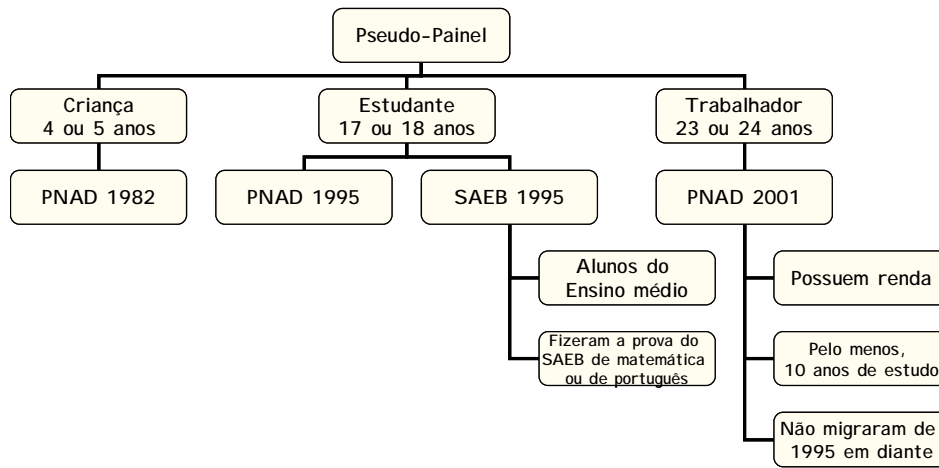 Pseudo-Painel
Criança
4 ou 5 anos
Estudante
17 ou 18 anos
Trabalhador
23 ou 24 anos
PNAD 1982
PNAD 1995
SAEB 1995
PNAD 2001
Alunos do
Ensino médio
Possuem renda
Fizeram a prova do
SAEB de matemática
ou de português
Pelo menos,
10 anos de estudo
Não migraram de
1995 em diante